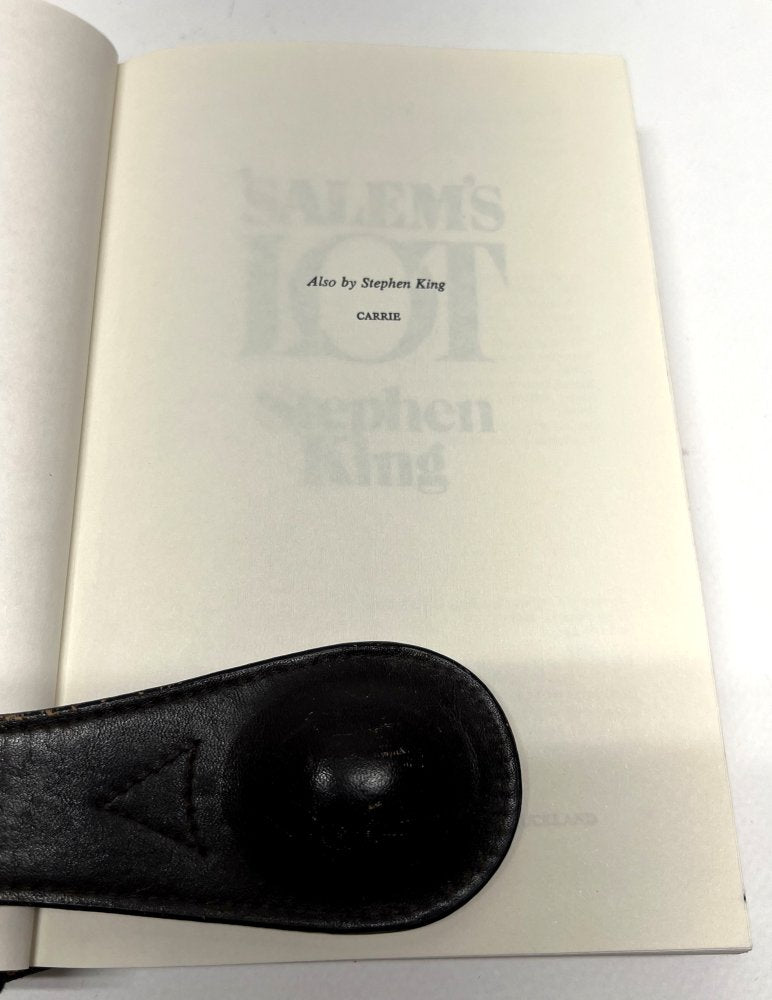 'SALEM'S
LOT
Also by Stephen King
CARRIE
Stephen
King